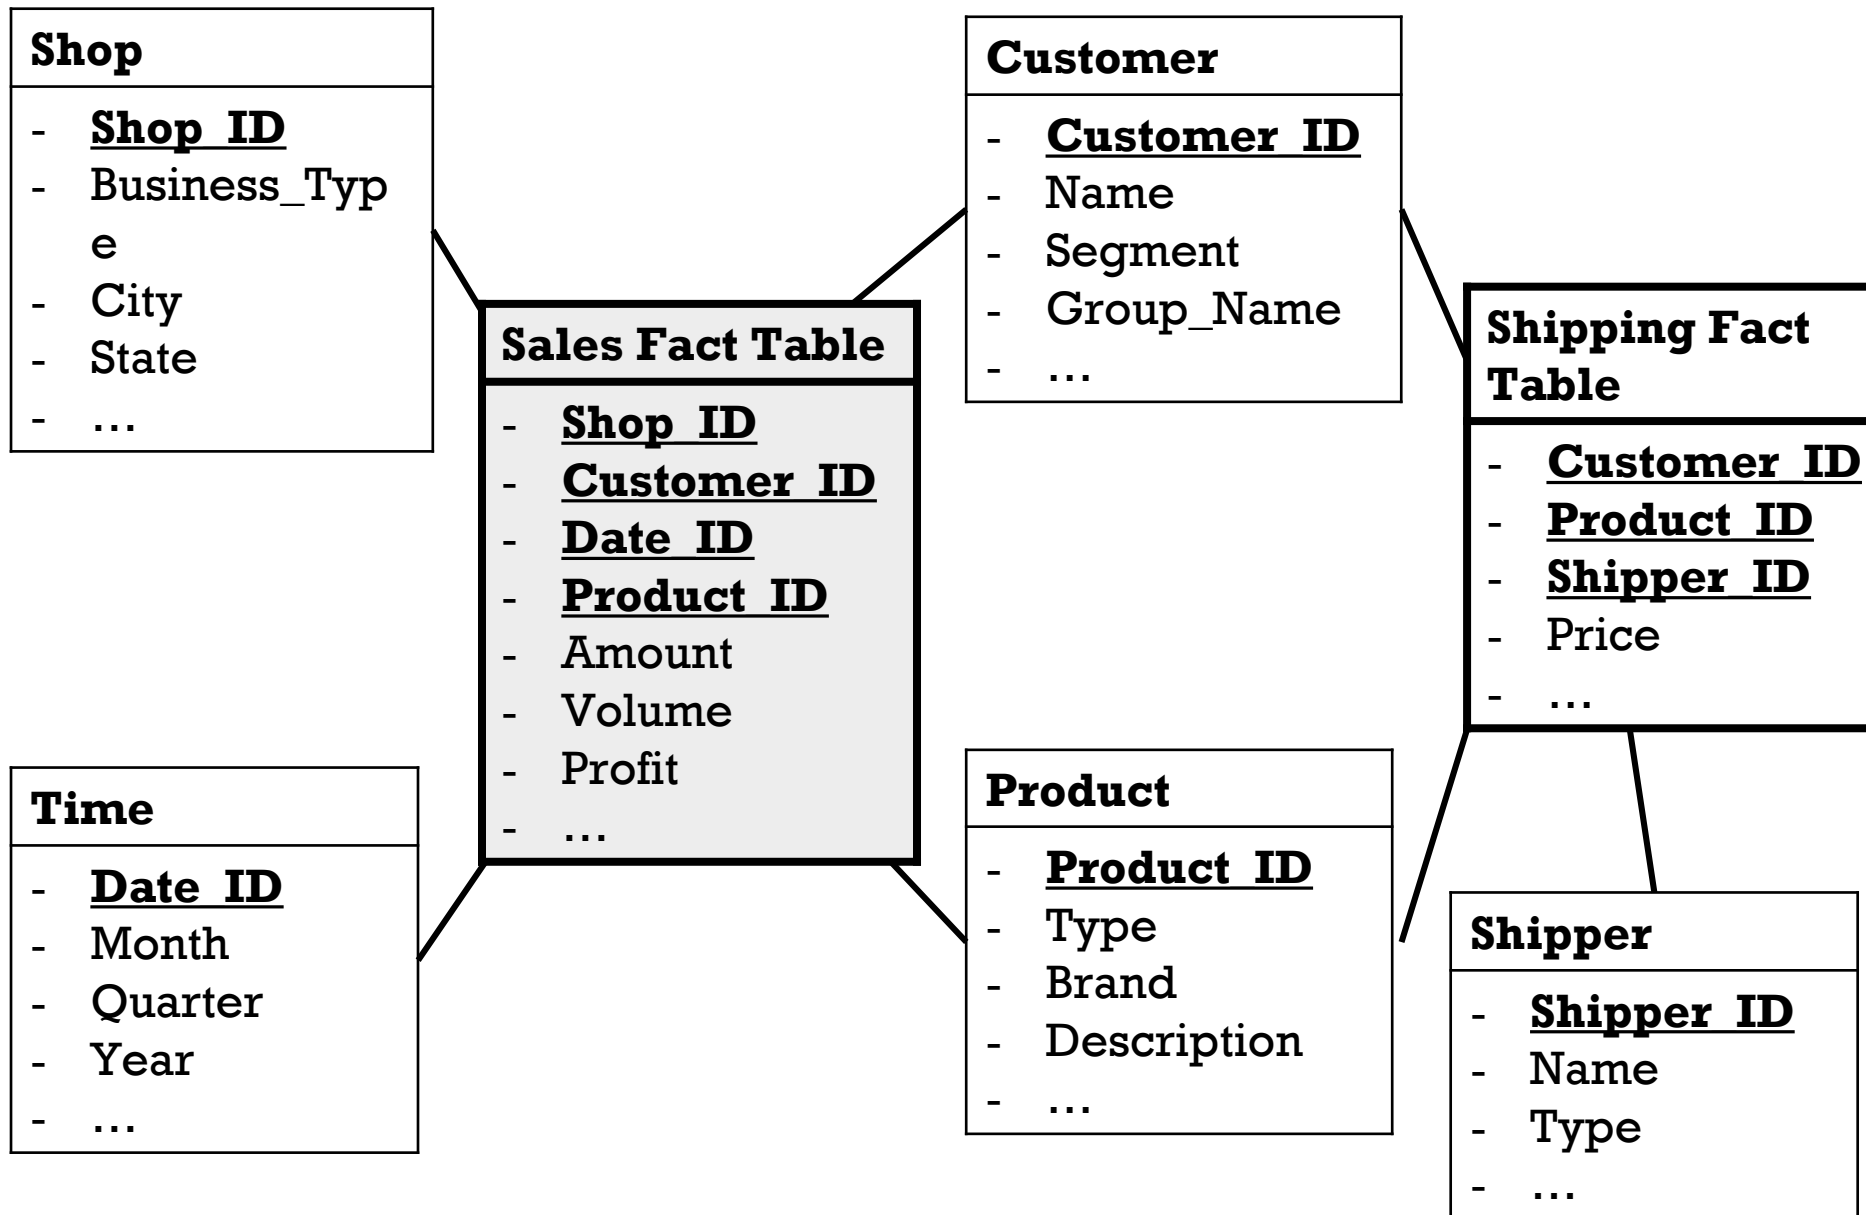 Shop
- Shop_ID
- Business_Typ
e
- City
- State
- …
Customer
- Customer_ID
- Name
- Segment
- Group_Name
- …
Sales Fact Table
- Shop_ID
- Customer_ID
- Date_ID
- Product_ID
- Amount
- Volume
- Profit
- …
Shipping Fact
Table
- Customer_ID
- Product_ID
- Shipper_ID
- Price
- …
Time
- Date_ID
- Month
- Quarter
- Year
- …
Product
- Product_ID
- Type
- Brand
- Description
- …
Shipper
- Shipper_ID
- Name
- Type
- …